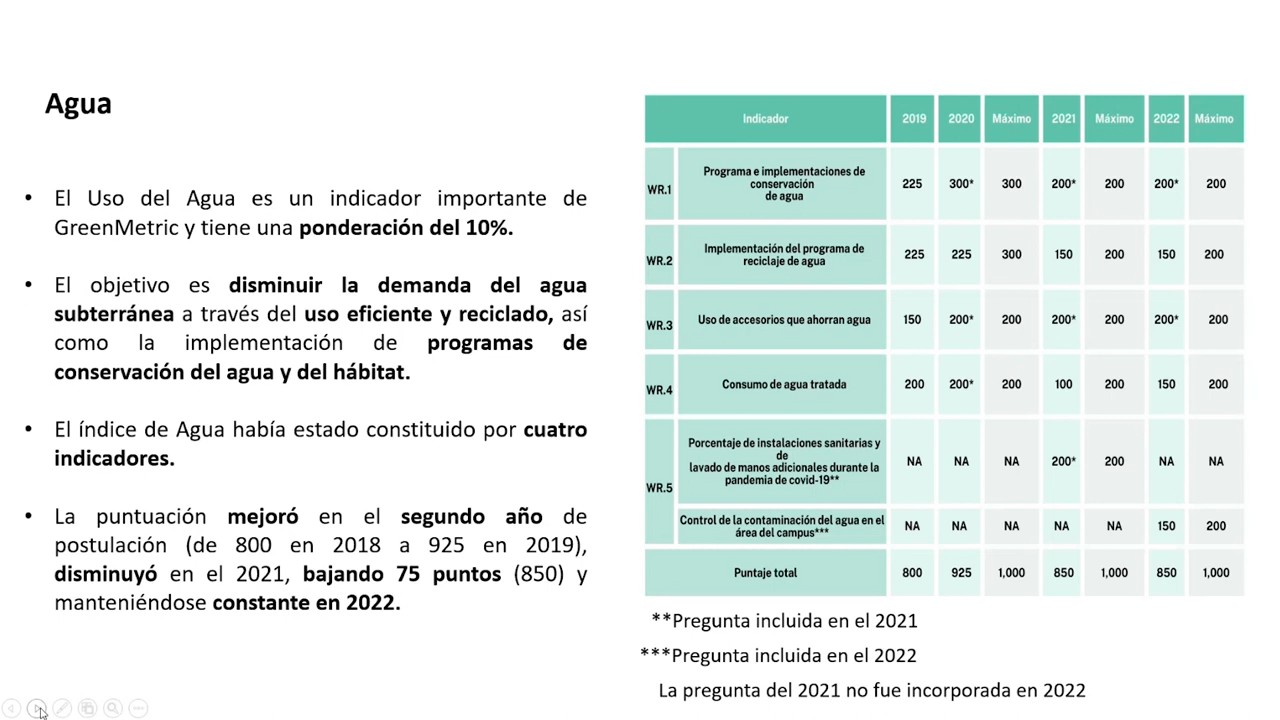 Agua
• El Uso del Agua es un indicador importante de
GreenMetric y tiene una ponderación del 10%.
• El objetivo es disminuir la demanda del agua
subterránea a través del uso eficiente y reciclado, así
como la implementación de programas de
conservación del agua y del hábitat.
• El índice de Agua había estado constituido por cuatro
indicadores.
• La puntuación mejoró en el segundo año de
postulación (de 800 en 2018 a 925 en 2019),
disminuyó en el 2021, bajando 75 puntos (850) y
manteniéndose constante en 2022.
Indicador 2019 2020 Máximo 2021 Máximo 2022 Máximo
WR.1 Programa e implementaciones de
conservación
de agua 225 300* 300 200* 200 200* 200
WR.2 Implementación del programa de
reciclaje de agua 225 225 300 150 200 150 200
WR.3 Uso de accesorios que ahorran agua 150 200* 200 200* 200 200* 200
WR.4 Consumo de agua tratada 200 200* 200 100 200 150 200
WR.5 Porcentaje de instalaciones sanitarias y
de
lavado de manos adicionales durante la
pandemia de covid-19** NA NA NA 200* 200 NA NA
Control de la contaminación del agua en el
área del campus*** NA NA NA NA NA 150 200
Puntaje total 800 925 1,000 850 1,000 850 1,000
**Pregunta incluida en el 2021
***Pregunta incluida en el 2022
La pregunta del 2021 no fue incorporada en 2022